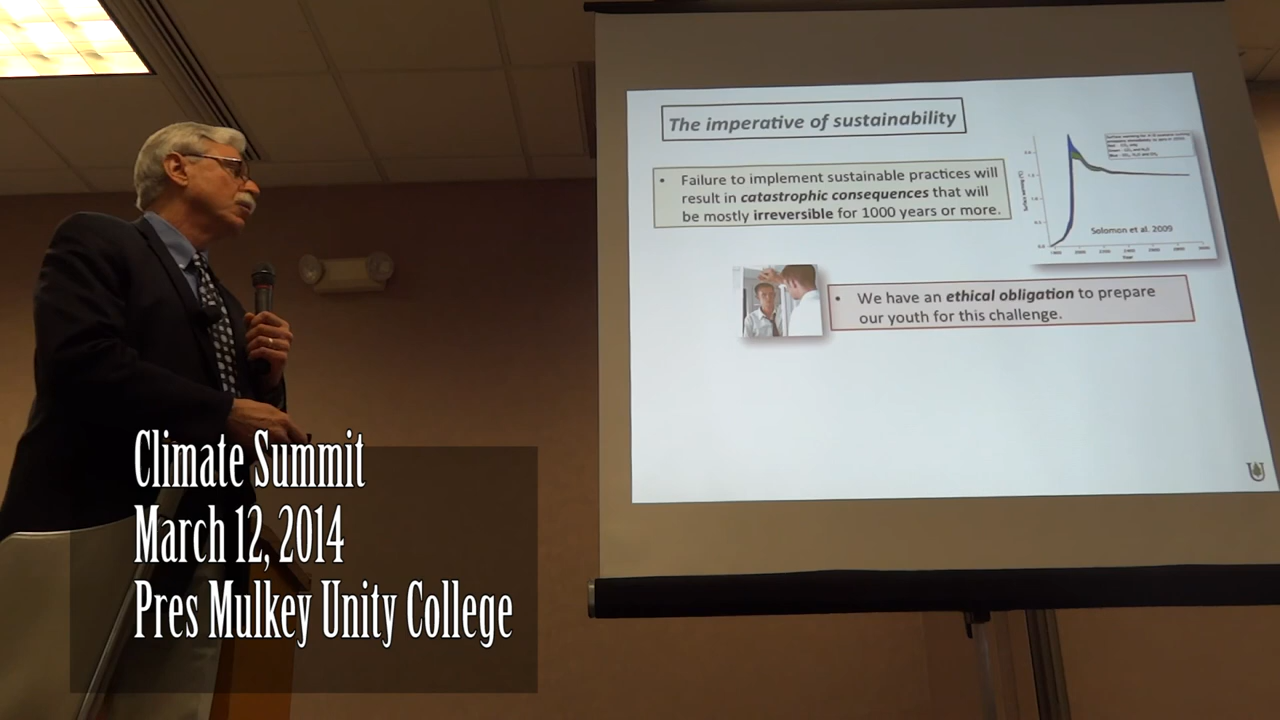 The imperative of sustainability
• Failure to implement sustainable practices will
result in catastrophic consequences that will
be mostly irreversible for 1000 years or more.
Solomon et al. 2009
Year
• We have an ethical obligation to prepare
our youth for this challenge.
Climate Summit
March 12, 2014
Pres Mulkey Unity College